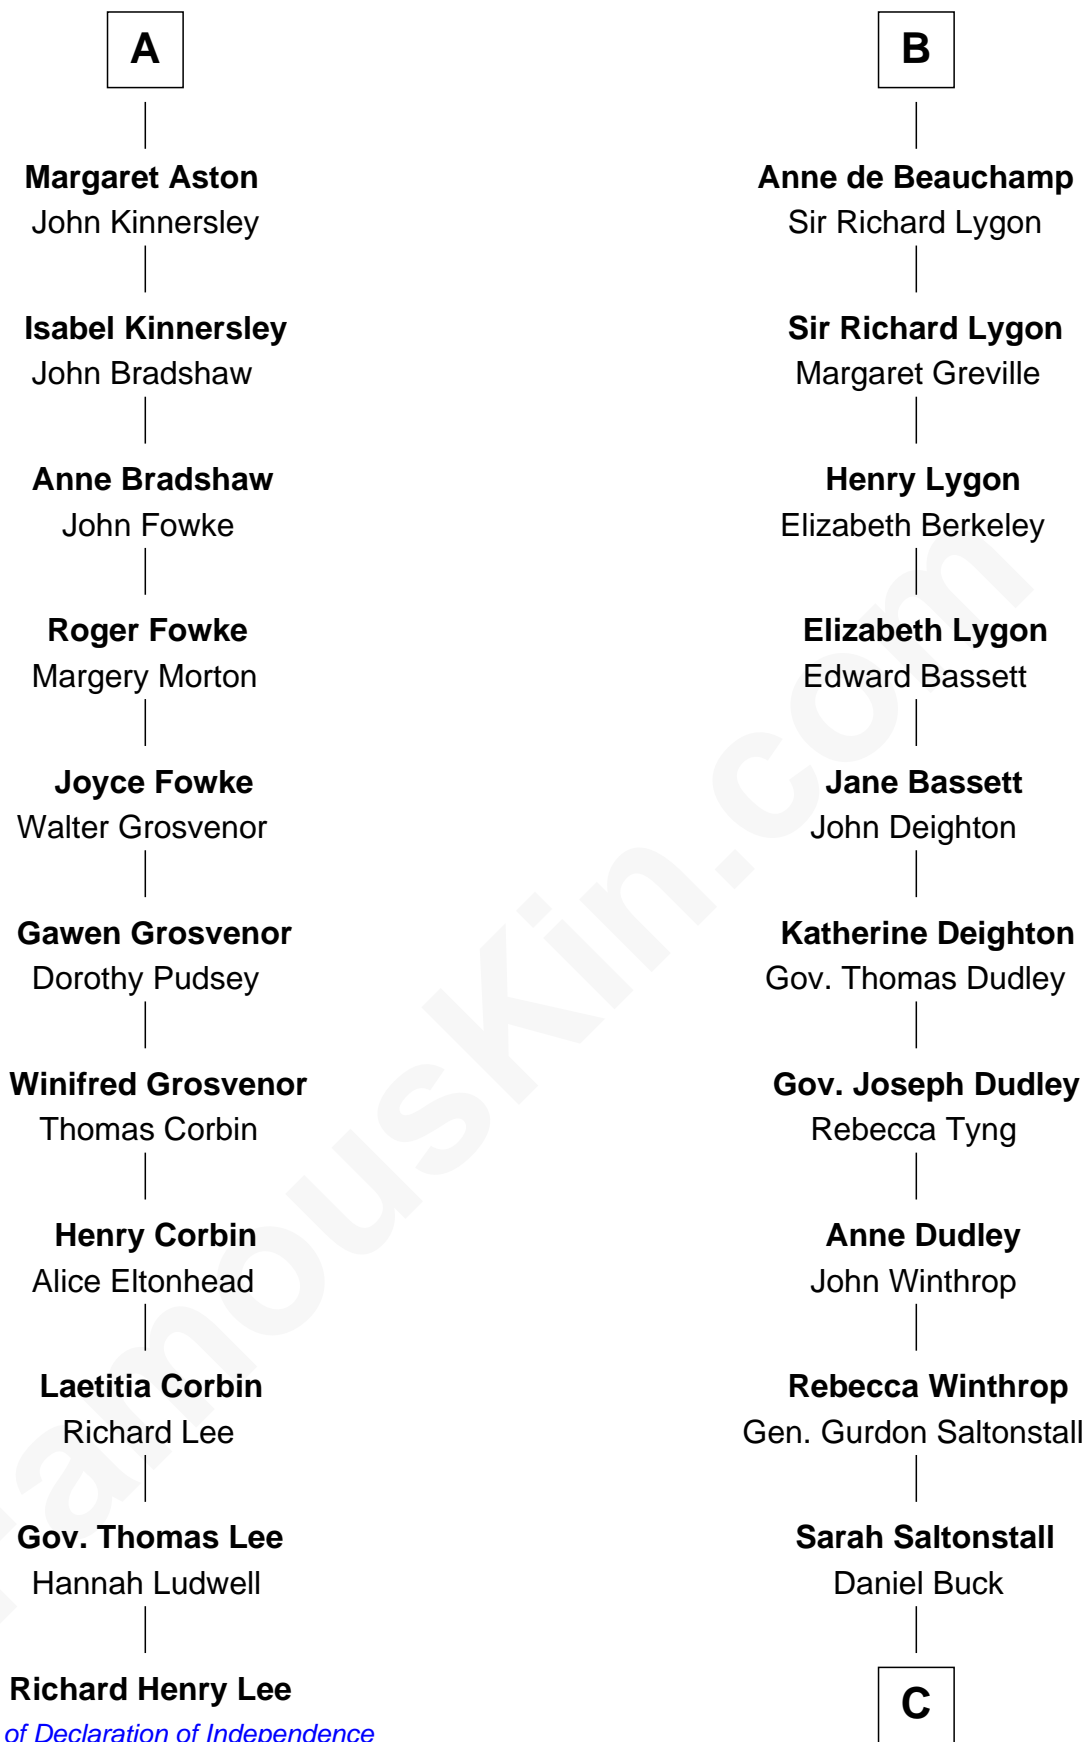 A
Margaret Aston
John Kinnersley
Isabel Kinnersley
John Bradshaw
Anne Bradshaw
John Fowke
Roger Fowke
Margery Morton
Joyce Fowke
Walter Grosvenor
Gawen Grosvenor
Dorothy Pudsey
Winifred Grosvenor
Thomas Corbin
Henry Corbin
Alice Eltonhead
Laetitia Corbin
Richard Lee
Gov. Thomas Lee
Hannah Ludwell
Richard Henry Lee
of Declaration of Independence
B
Anne de Beauchamp
Sir Richard Lygon
Sir Richard Lygon
Margaret Greville
Henry Lygon
Elizabeth Berkeley
Elizabeth Lygon
Edward Bassett
Jane Bassett
John Deighton
Katherine Deighton
Gov. Thomas Dudley
Gov. Joseph Dudley
Rebecca Tyng
Anne Dudley
John Winthrop
Rebecca Winthrop
Gen. Gurdon Saltonstall
Sarah Saltonstall
Daniel Buck
C
FamousKin.com